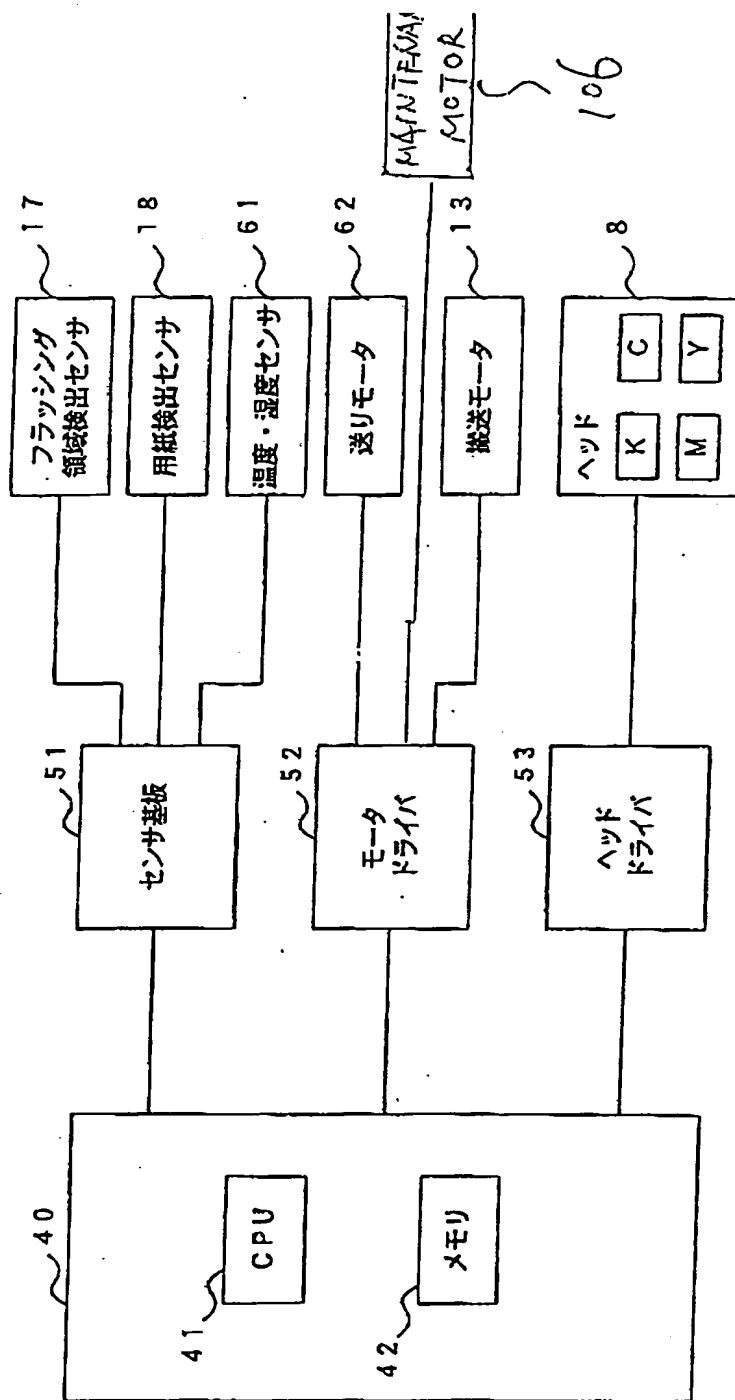 40
41
CPU
42
メモリ
51
センサ基板
52
モータ
ドライバ
53
ヘッド
ドライバ
フラッシング
領域検出センサ
17
用紙検出センサ
18
温度・湿度センサ
61
送りモータ
62
MOTOR
106
搬送モータ
13
ヘッド
8
K
C
M
Y